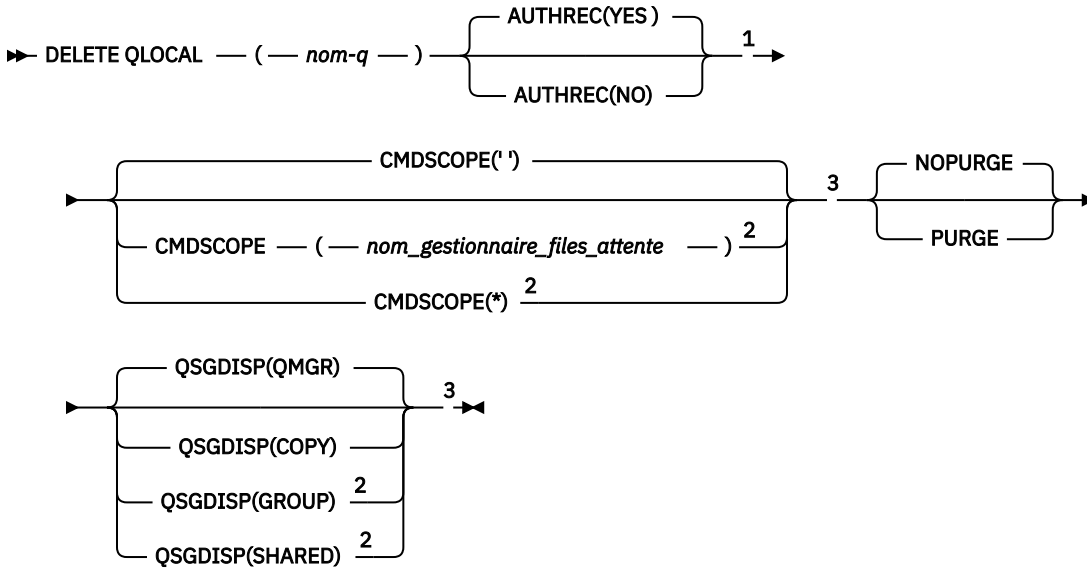 AUTHREC(YES )
DELETE QLOCAL ( nom-q ) 1
AUTHREC(NO)
CMDSCOPE(' ') NOPURGE
3
CMDSCOPE ( nom_gestionnaire_files_attente ) 2 PURGE
CMDSCOPE(*) 2
QSGDISP(QMGR)
3
QSGDISP(COPY)
QSGDISP(GROUP) 2
QSGDISP(SHARED) 2